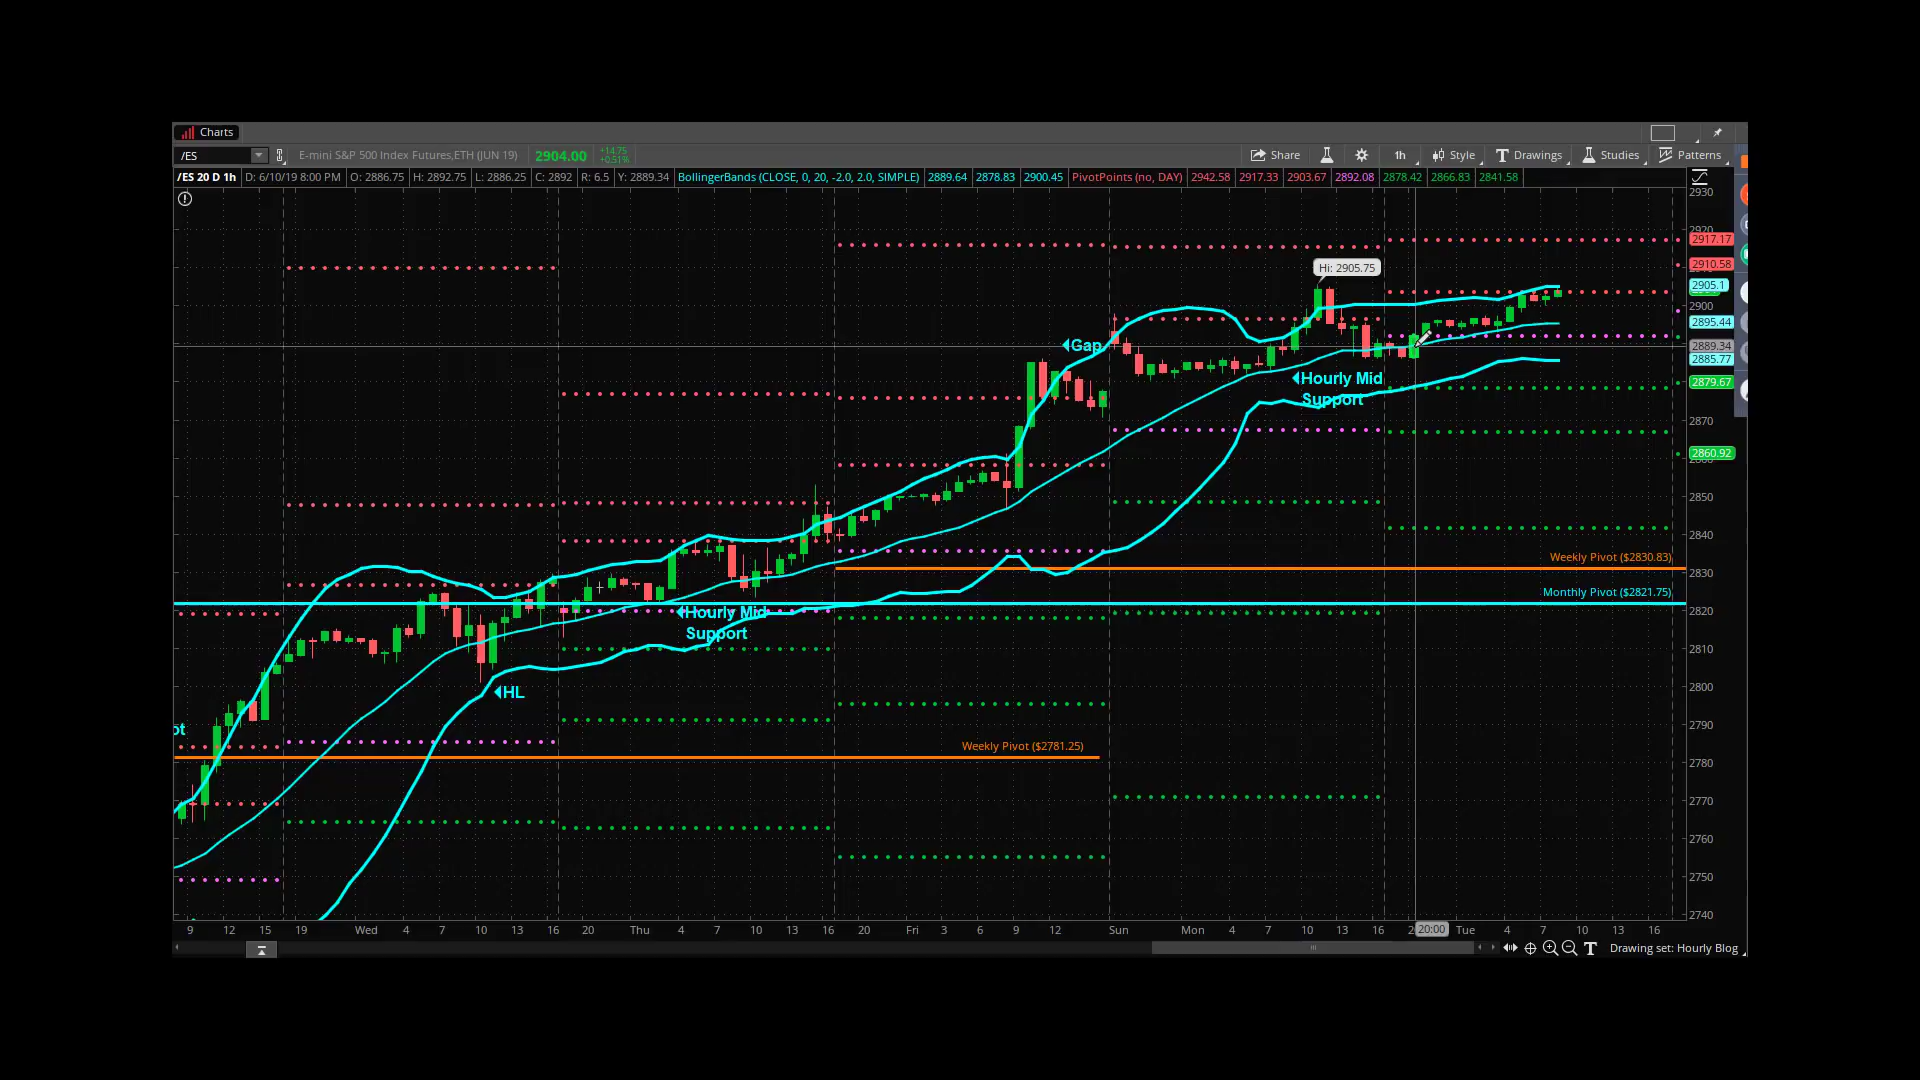 Charts
/ES E-mini S&P 500 Index Futures,ETH (JUN 19) 2904.00 +14.75 +0.51% Share 1h Style Drawings Studies Patterns
/ES 20 D 1h D: 6/10/19 8:00 PM O: 2886.75 H: 2892.75 L: 2886.25 C: 2892 R: 6.5 Y: 2889.34 BollingerBands (CLOSE, 0, 20, -2.0, 2.0, SIMPLE) 2889.64 2878.83 2900.45 PivotPoints (no, DAY) 2942.58 2917.33 2903.67 2892.08 2878.42 2866.83 2841.58
2930
2917.17
2910.58
Hi: 2905.75
2905.1
2900
2895.44
Gap
2889.34
2885.77
Hourly Mid
Support
2879.67
2870
2860.92
2850
2840
Weekly Pivot ($2830.83)
2830
Monthly Pivot ($2821.75)
2820
Hourly Mid
Support
2810
HL
2800
2790
Weekly Pivot ($2781.25)
2780
2770
2760
2750
2740
9 12 15 19 Wed 4 7 10 13 16 20 Thu 4 7 10 13 16 20 Fri 3 6 9 12 Sun Mon 4 7 10 13 16 20:00 Tue 4 7 10 13 16
T Drawing set: Hourly Blog